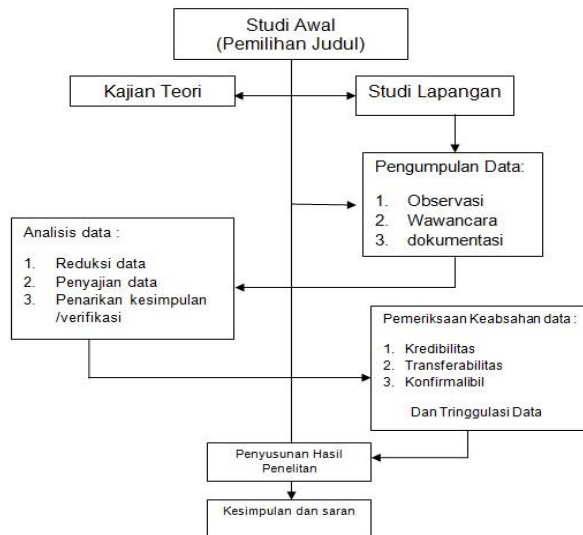 Studi Awal
(Pemilihan Judul)
Kajian Teori
Studi Lapangan
Pengumpulan Data:
1. Observasi
2. Wawancara
3. dokumentasi
Analisis data :
1. Reduksi data
2. Penyajian data
3. Penarikan kesimpulan
/verifikasi
Pemeriksaan Keabsahan data :
1. Kredibilitas
2. Transferabilitas
3. Konfirmalibil
Dan Tringgulasi Data
Penyusunan Hasil
Penelitan
Kesimpulan dan saran